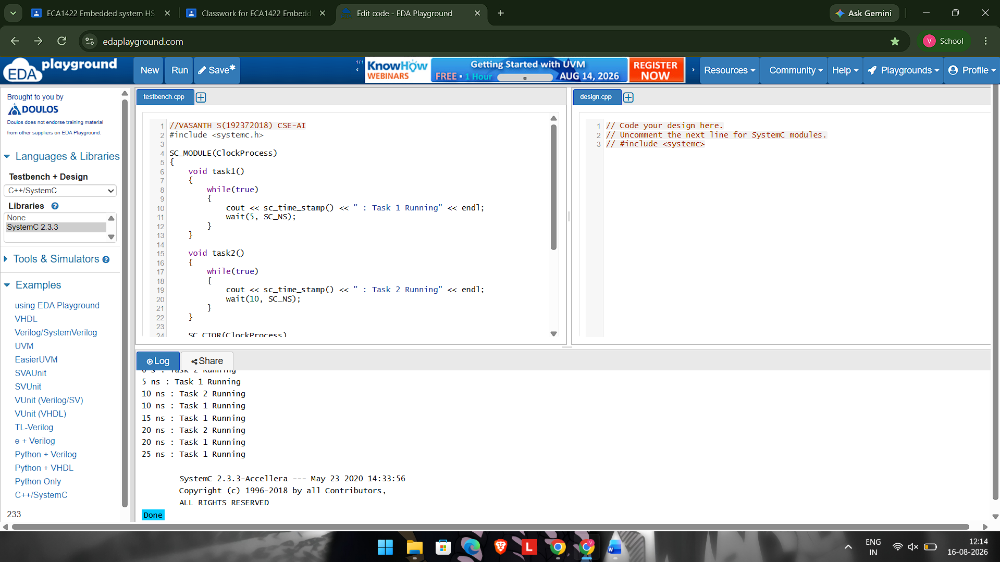 ECA1422 Embedded system HS
Classwork for ECA1422 Embedd
Edit code - EDA Playground
Ask Gemini
edaplayground.com
V School
EDA playground
New
Run
Save*
1/1
KnowHow
WEBINARS
Getting Started with UVM
FREE • 1 Hour
AUG 14, 2026
REGISTER
NOW
Resources
Community
Help
Playgrounds
Profile
Brought to you by
DOULOS
Doulos does not endorse training material
from other suppliers on EDA Playground.
Languages & Libraries
Testbench + Design
C++/SystemC
Libraries
None
SystemC 2.3.3
Tools & Simulators
Examples
using EDA Playground
VHDL
Verilog/SystemVerilog
UVM
EasierUVM
SVAUnit
SVUnit
VUnit (Verilog/SV)
VUnit (VHDL)
TL-Verilog
e + Verilog
Python + Verilog
Python + VHDL
Python Only
C++/SystemC
233
testbench.cpp
1 //VASANTH S(192372018) CSE-AI
2 #include <systemc.h>
3
4 SC_MODULE(ClockProcess)
5 {
6 void task1()
7 {
8 while(true)
9 {
10 cout << sc_time_stamp() << " : Task 1 Running" << endl;
11 wait(5, SC_NS);
12 }
13 }
14
15 void task2()
16 {
17 while(true)
18 {
19 cout << sc_time_stamp() << " : Task 2 Running" << endl;
20 wait(10, SC_NS);
21 }
22 }
23
24 SC_CTOR(ClockProcess)
design.cpp
1 // Code your design here.
2 // Uncomment the next line for SystemC modules.
3 // #include <systemc>
Log
Share
0 s : Task 2 Running
5 ns : Task 1 Running
10 ns : Task 2 Running
10 ns : Task 1 Running
15 ns : Task 1 Running
20 ns : Task 2 Running
20 ns : Task 1 Running
25 ns : Task 1 Running
SystemC 2.3.3-Accellera --- May 23 2020 14:33:56
Copyright (c) 1996-2018 by all Contributors,
ALL RIGHTS RESERVED
Done
L
V
W
ENG
IN
12:14
16-08-2026